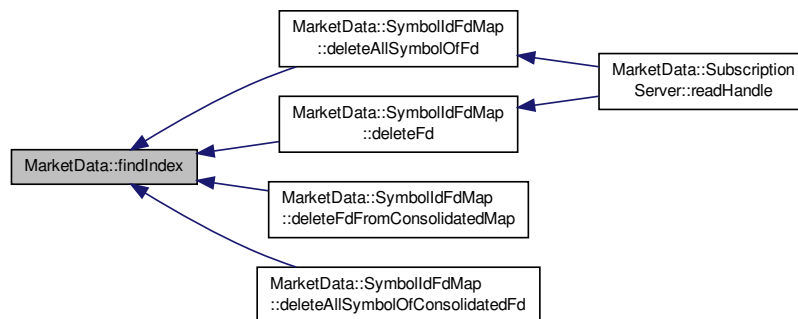 MarketData::SymbolIdFdMap
::deleteAllSymbolOfFd
MarketData::Subscription
Server::readHandle
MarketData::SymbolIdFdMap
::deleteFd
MarketData::findIndex
MarketData::SymbolIdFdMap
::deleteFdFromConsolidatedMap
MarketData::SymbolIdFdMap
::deleteAllSymbolOfConsolidatedFd